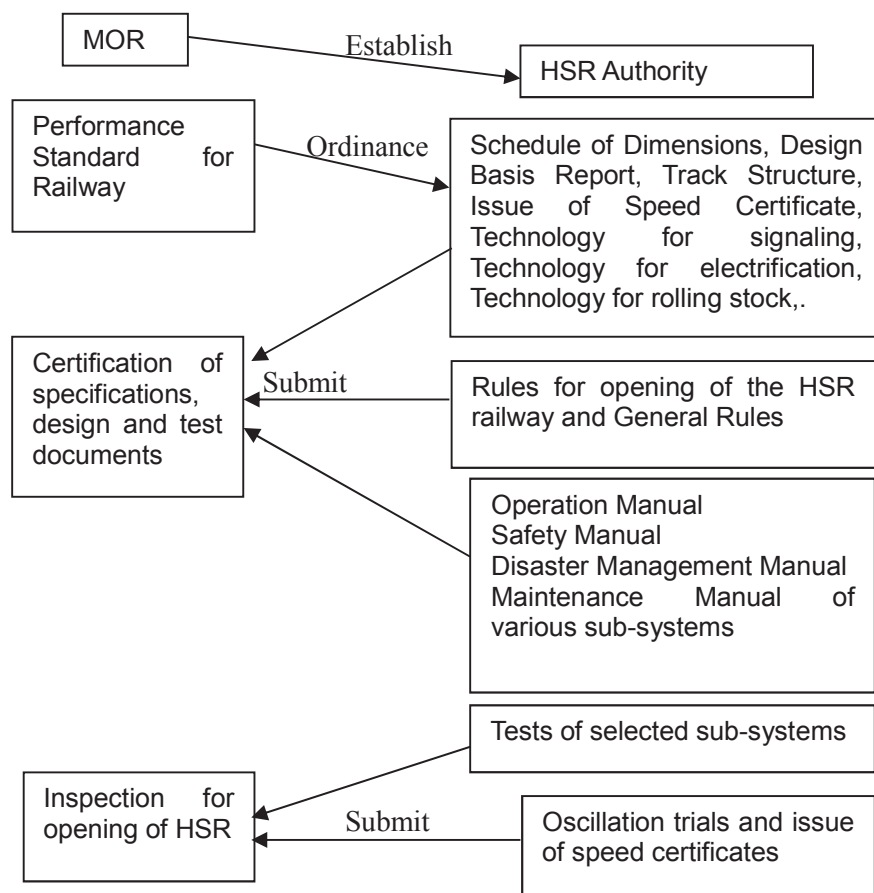 MOR
Establish
HSR Authority
Performance
Standard for
Railway
Ordinance
Schedule of Dimensions, Design
Basis Report, Track Structure,
Issue of Speed Certificate,
Technology for signaling,
Technology for electrification,
Technology for rolling stock,.
Certification of
specifications,
design and test
documents
Submit
Rules for opening of the HSR
railway and General Rules
Operation Manual
Safety Manual
Disaster Management Manual
Maintenance Manual of
various sub-systems
Tests of selected sub-systems
Inspection for
opening of HSR
Submit
Oscillation trials and issue
of speed certificates